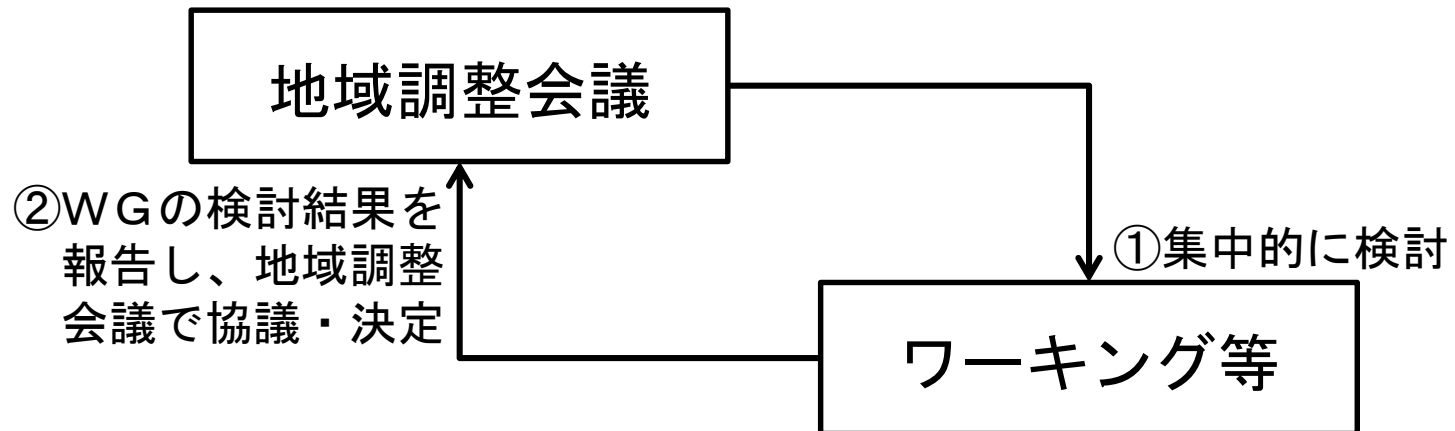 地域調整会議
②ＷＧの検討結果を
報告し、地域調整
会議で協議・決定
①集中的に検討
ワーキング等